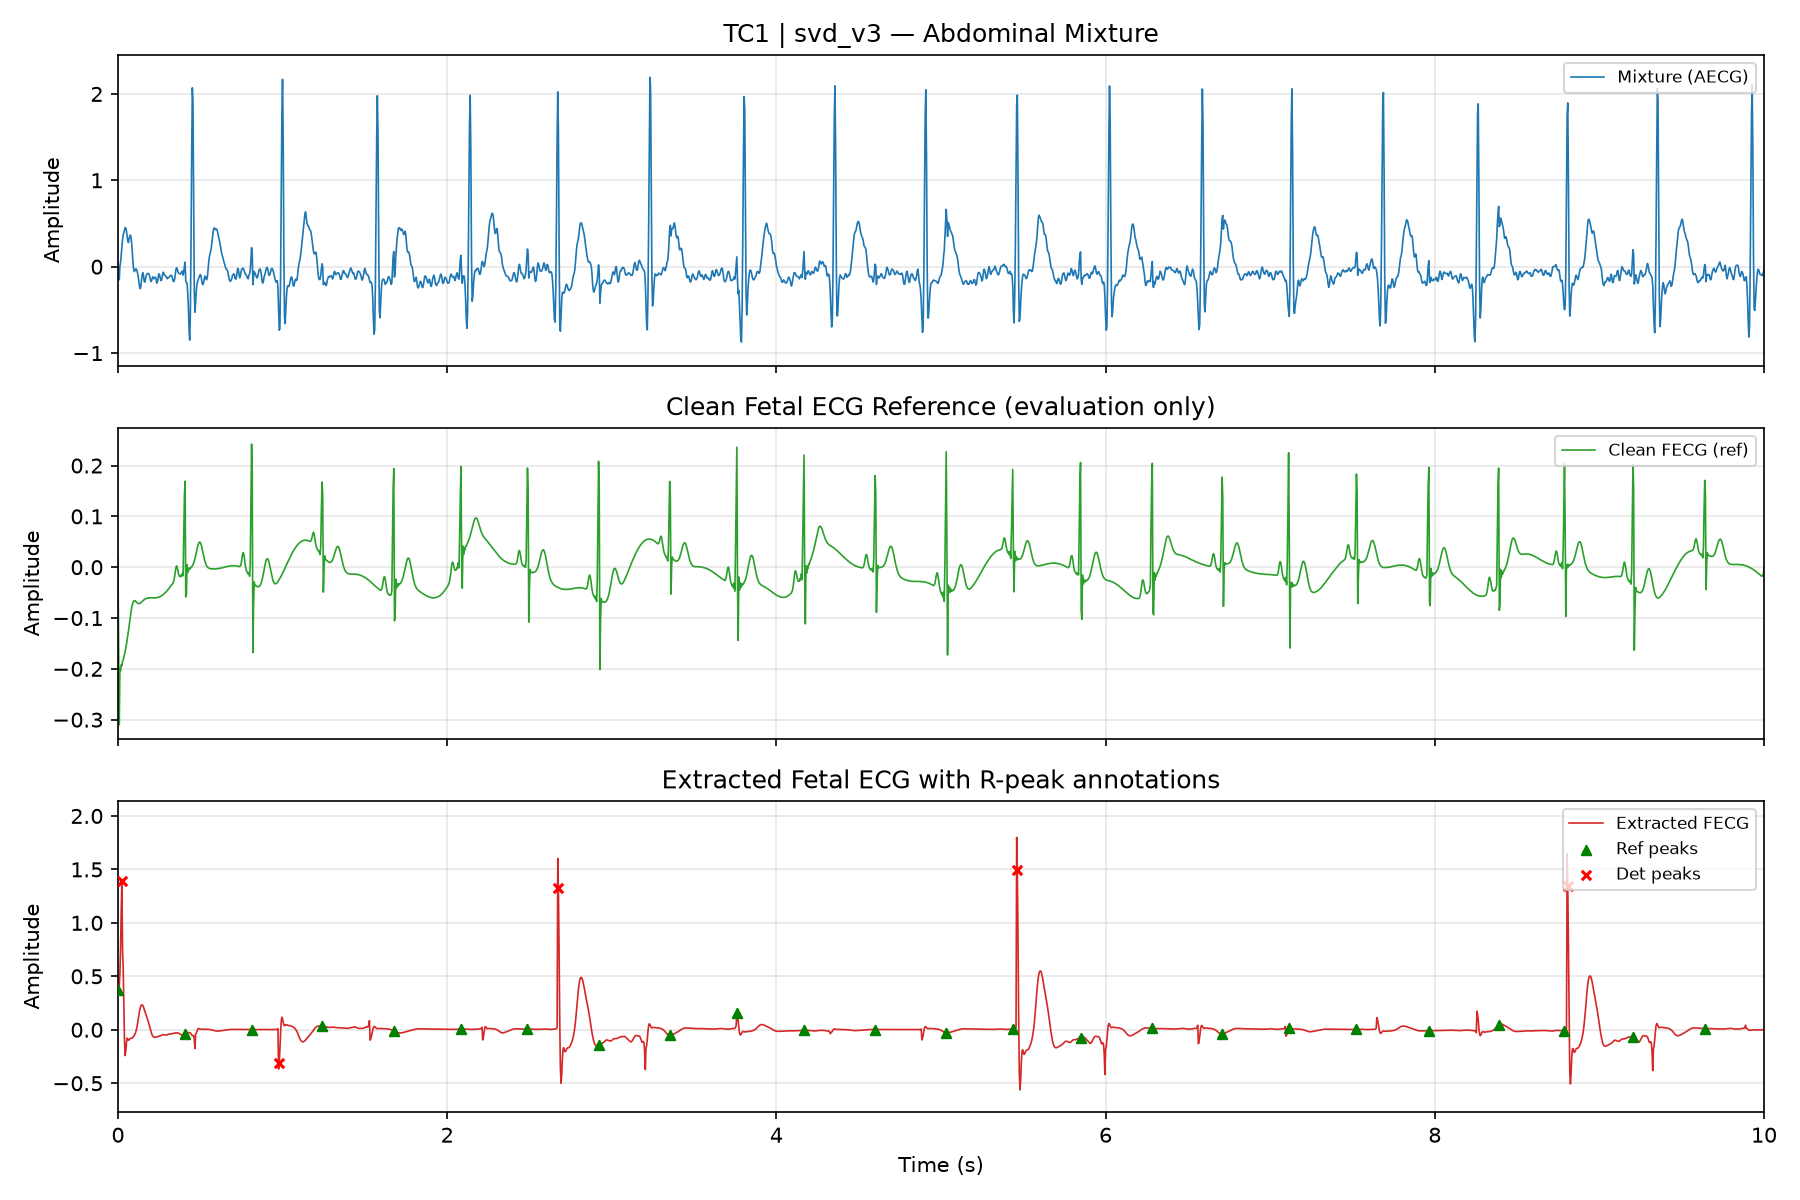 TC1 | svd_v3 — Abdominal Mixture
Amplitude
2
1
0
−1
Mixture (AECG)
Clean Fetal ECG Reference (evaluation only)
Amplitude
0.2
0.1
0.0
−0.1
−0.2
−0.3
Clean FECG (ref)
Extracted Fetal ECG with R-peak annotations
Amplitude
2.0
1.5
1.0
0.5
0.0
−0.5
Extracted FECG
Ref peaks
Det peaks
0 2 4 6 8 10
Time (s)